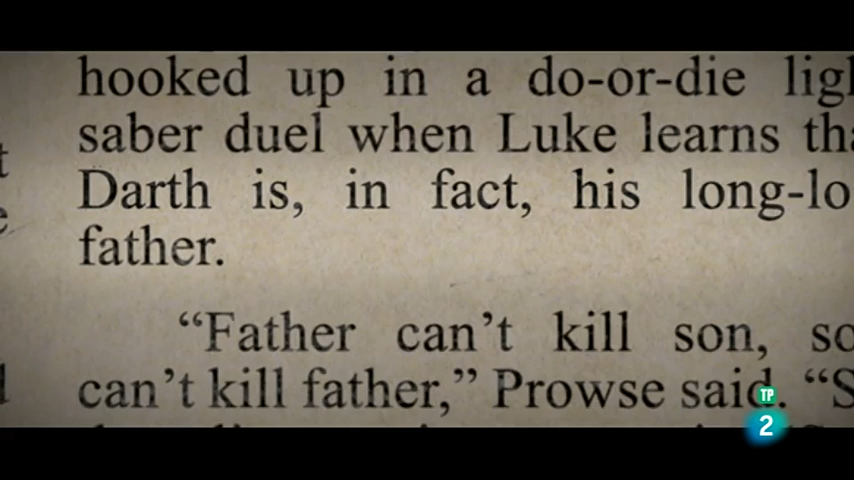 hooked up in a do-or-die
saber duel when Luke learns
Darth is, in fact, his
father.
“Father can’t kill son,
can’t kill father,” Prowse said.
TP
2